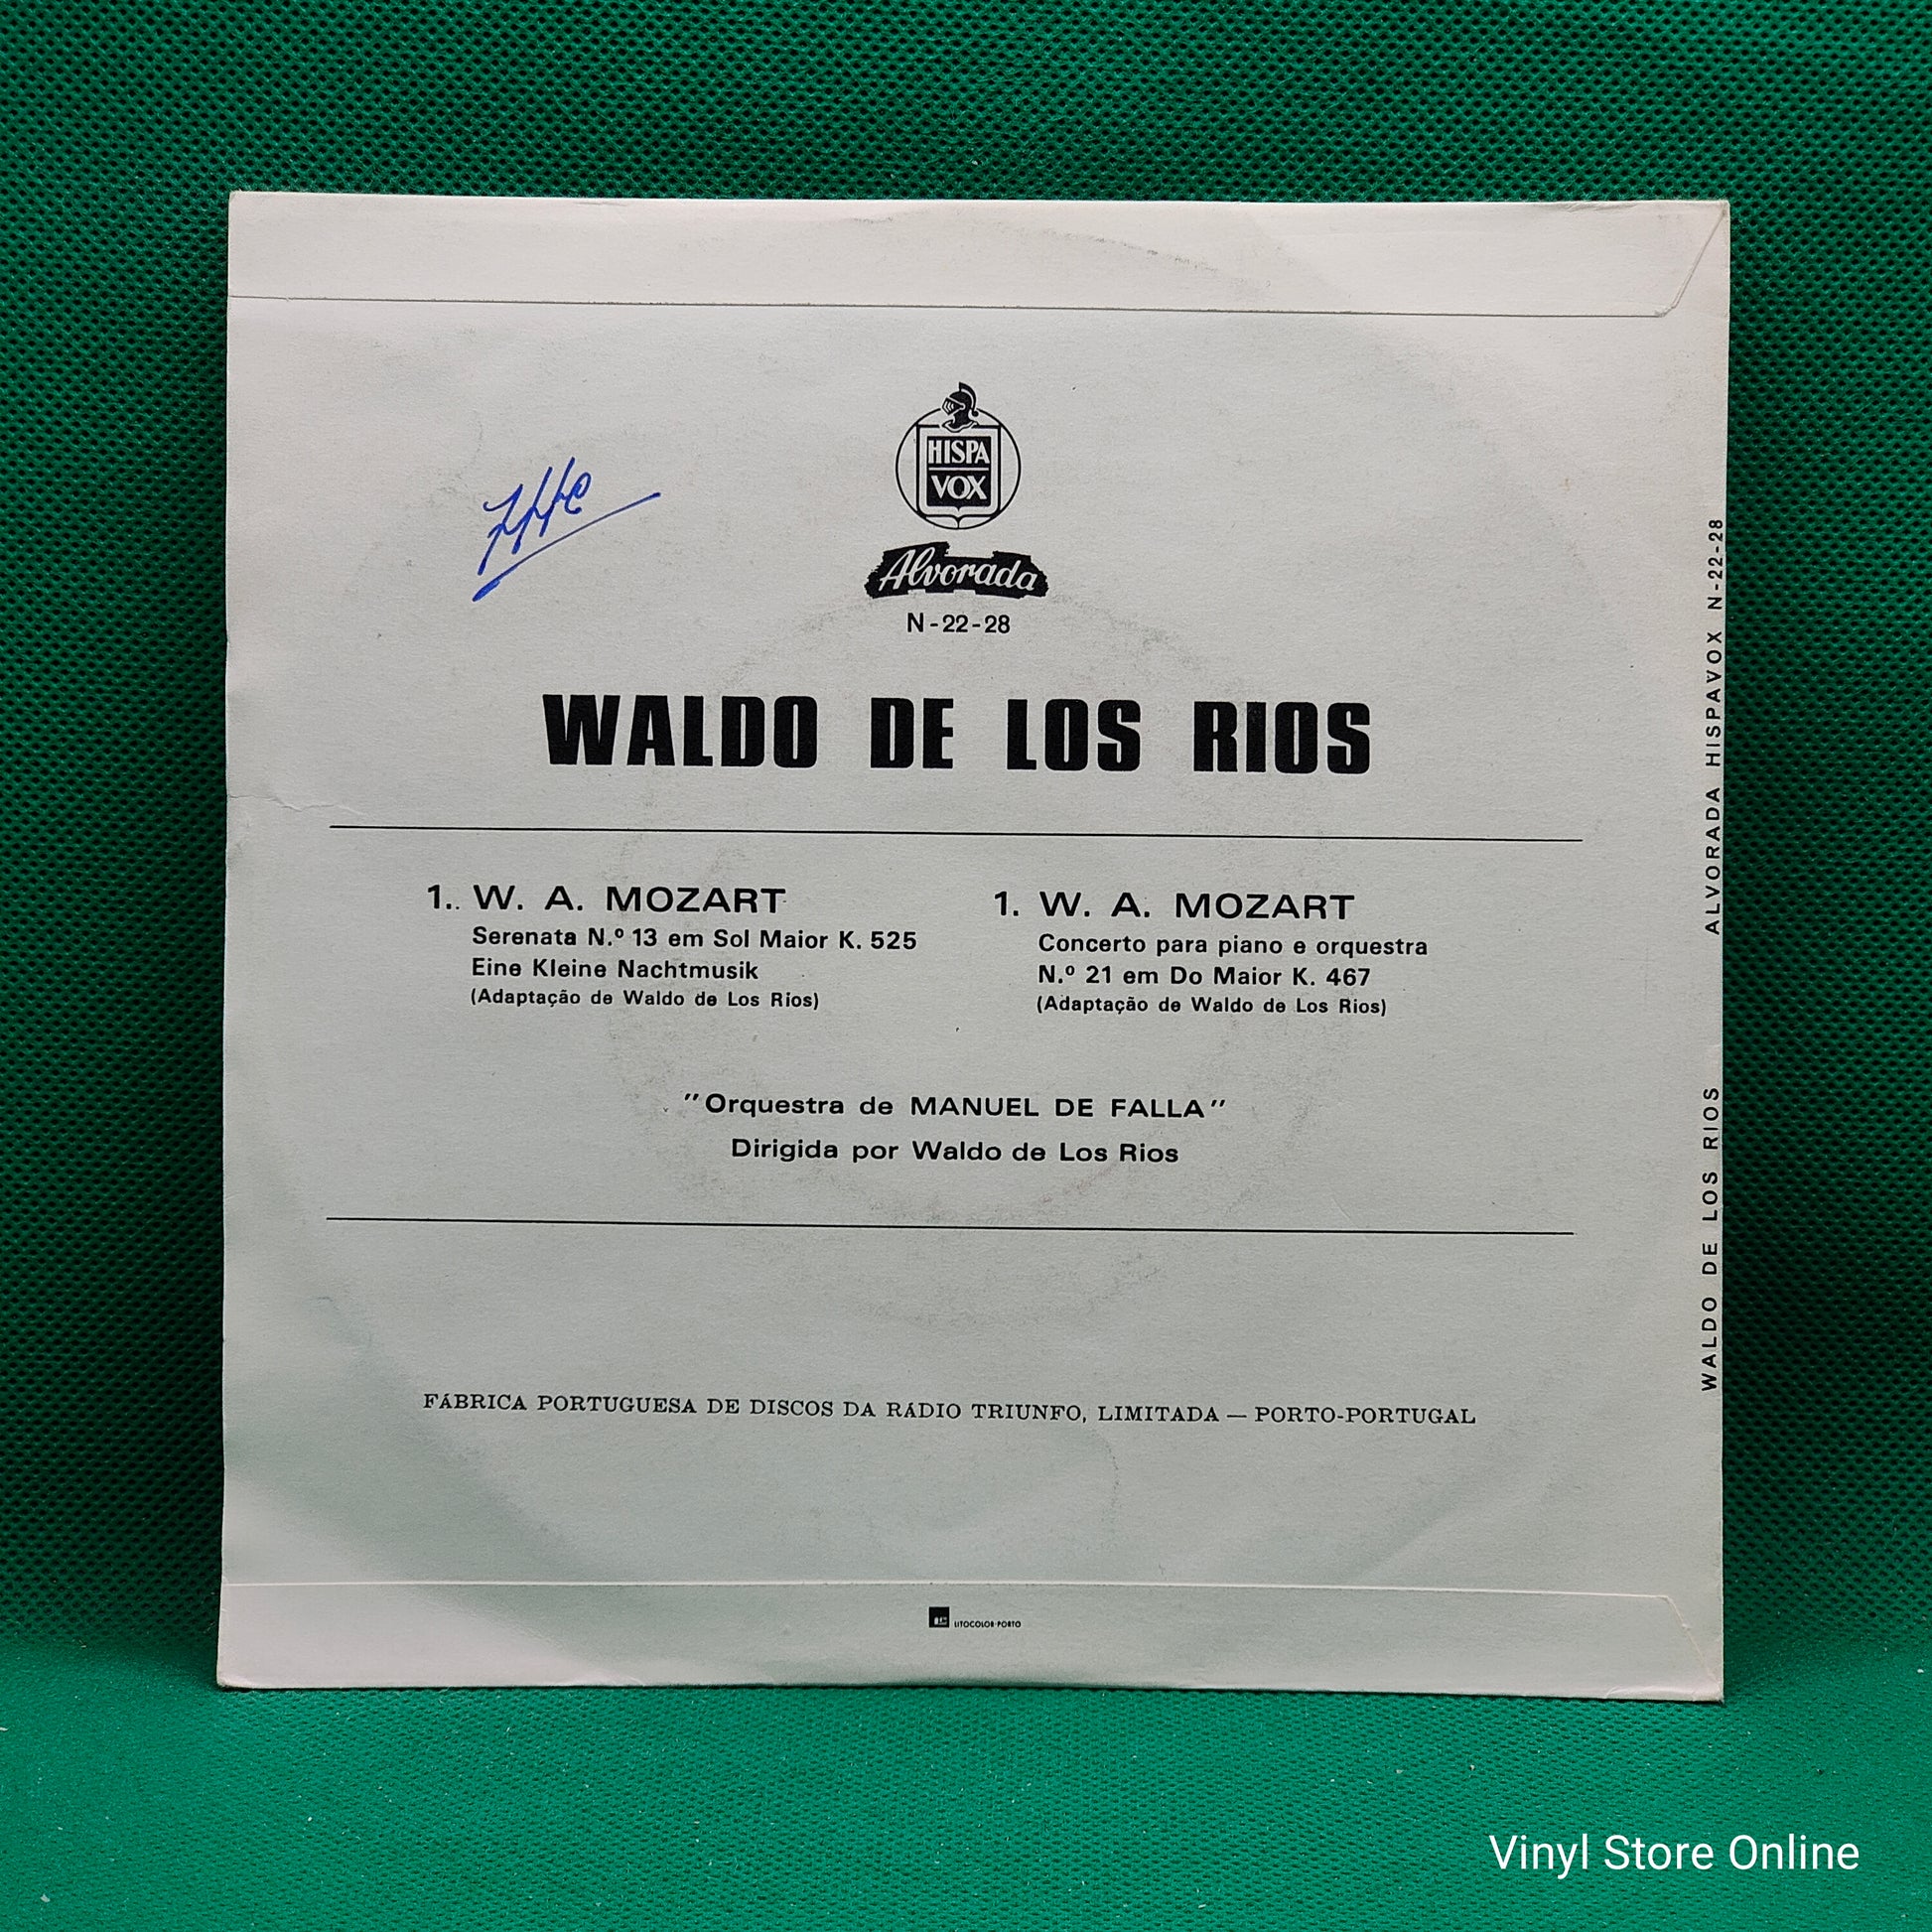 HISPA
VOX
Alvorada
N-22-28
WALDO DE LOS RIOS
1. W. A. MOZART
Serenata N.º 13 em Sol Maior K. 525
Eine Kleine Nachtmusik
(Adaptação de Waldo de Los Rios)
1. W. A. MOZART
Concerto para piano e orquestra
N.º 21 em Do Maior K. 467
(Adaptação de Waldo de Los Rios)
"Orquestra de MANUEL DE FALLA"
Dirigida por Waldo de Los Rios
FÁBRICA PORTUGUESA DE DISCOS DA RÁDIO TRIUNFO, LIMITADA — PORTO-PORTUGAL
LITOCOLOR-PORTO
WALDO DE LOS RIOS ALVORADA HISPAVOX N-22-28
Vinyl Store Online